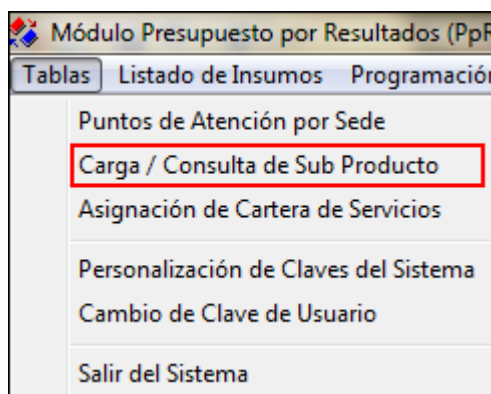 Módulo Presupuesto por Resultados (PpR
Tablas Listado de Insumos Programación
Puntos de Atención por Sede
Carga / Consulta de Sub Producto
Asignación de Cartera de Servicios
Personalización de Claves del Sistema
Cambio de Clave de Usuario
Salir del Sistema